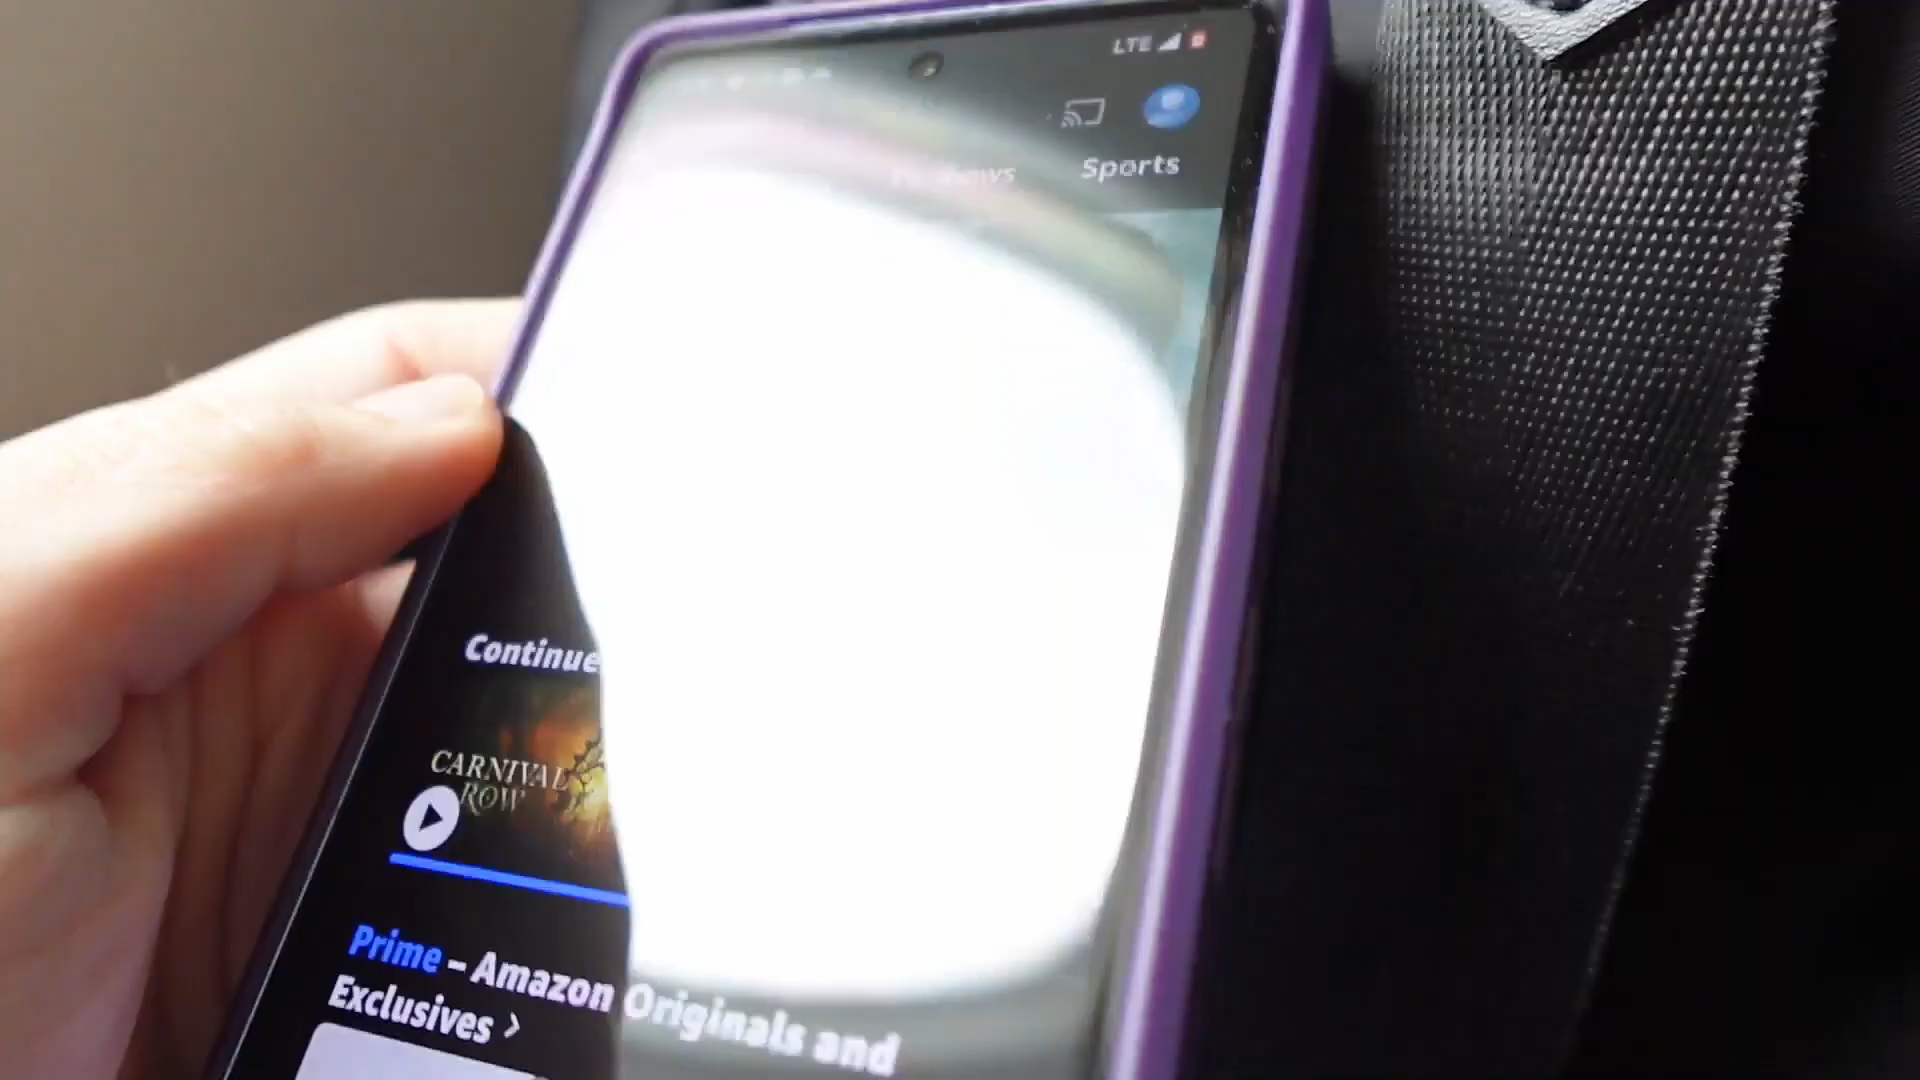 LTE
Sports
Continue
CARNIVAL
ROW
Prime – Amazon Originals and
Exclusives >